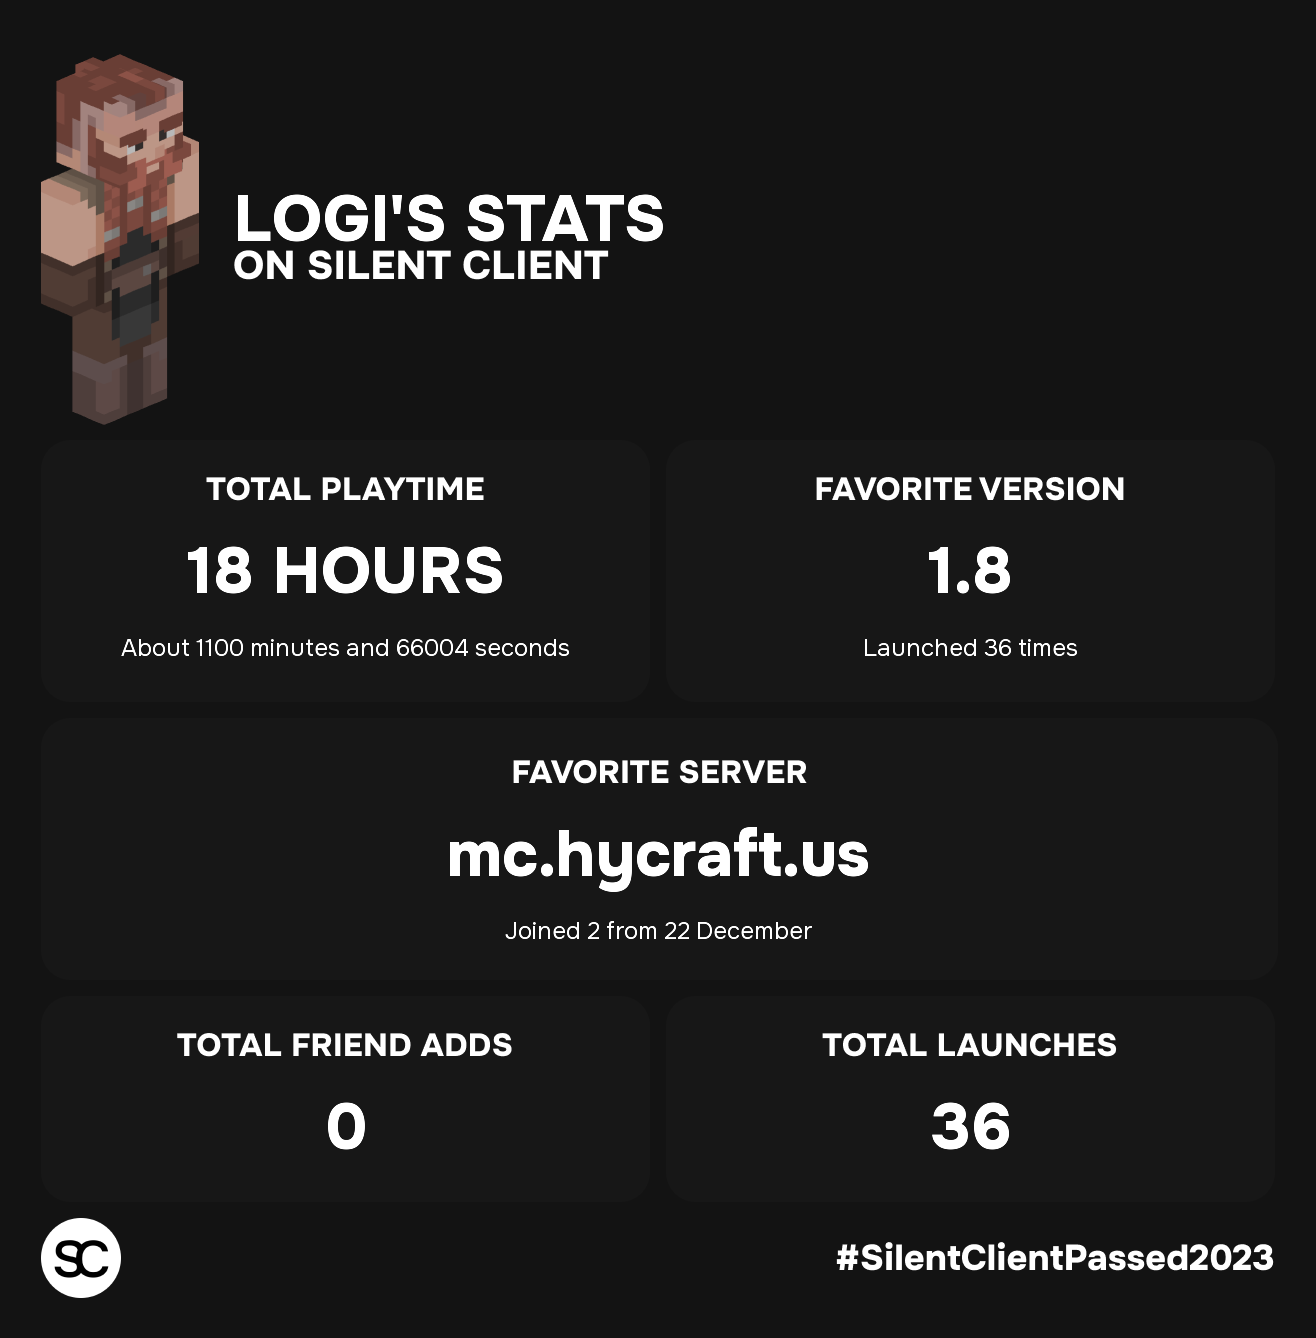 LOGI'S STATS
ON SILENT CLIENT
TOTAL PLAYTIME
18 HOURS
About 1100 minutes and 66004 seconds
FAVORITE VERSION
1.8
Launched 36 times
FAVORITE SERVER
mc.hycraft.us
Joined 2 from 22 December
TOTAL FRIEND ADDS
0
TOTAL LAUNCHES
36
SC
#SilentClientPassed2023